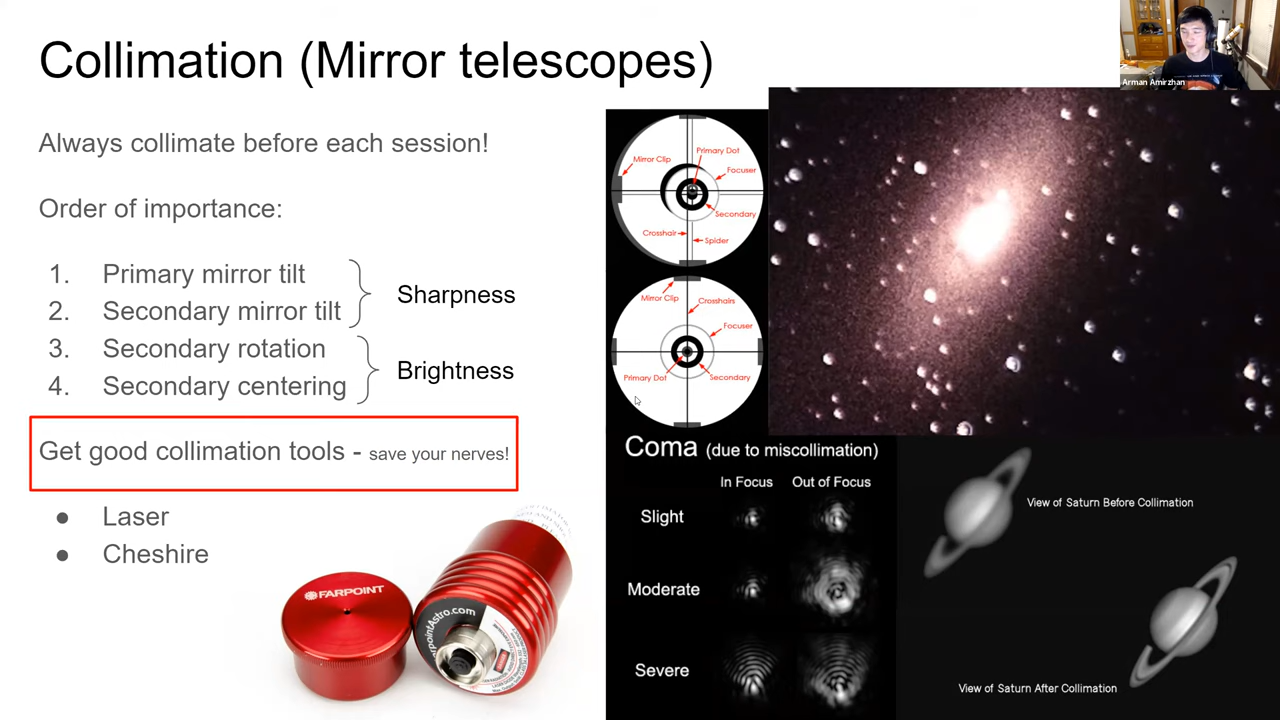 Collimation (Mirror telescopes)
Arman Amirzhan
Always collimate before each session!
Order of importance:
1. Primary mirror tilt
2. Secondary mirror tilt
Sharpness
3. Secondary rotation
4. Secondary centering
Brightness
Get good collimation tools - save your nerves!
● Laser
● Cheshire
FARPOINT
rpointAstro.com
Primary Dot
Mirror Clip
Focuser
Secondary
Crosshair
Spider
Mirror Clip
Crosshairs
Focuser
Primary Dot
Secondary
Coma (due to miscollimation)
In Focus Out of Focus
Slight
Moderate
Severe
View of Saturn Before Collimation
View of Saturn After Collimation